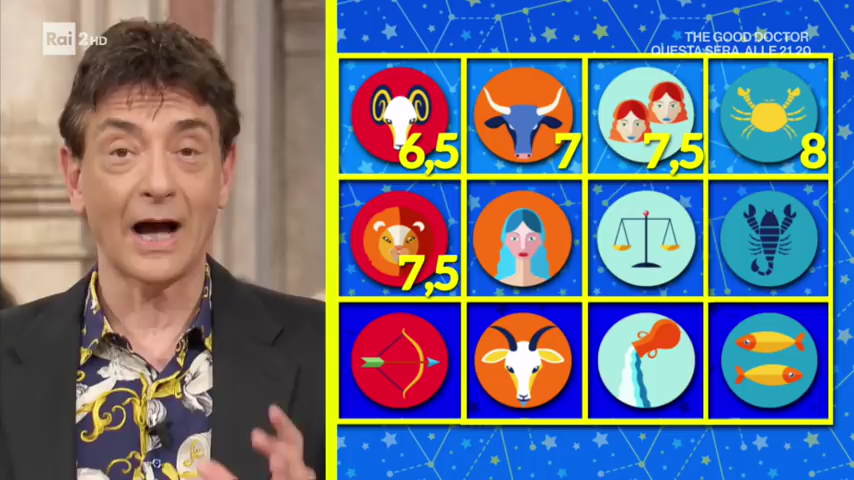 Rai 2HD
THE GOOD DOCTOR
QUESTA SERA ALLE 21.20
6,5
7
7,5
8
7,5